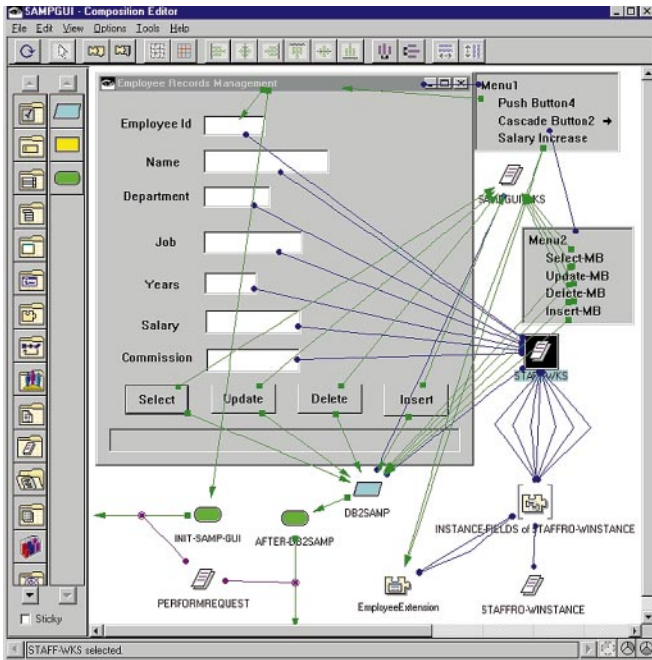 SAMPGUI - Composition Editor
File Edit View Options Tools Help
Employee Records Management
Employee Id
Name
Department
Job
Years
Salary
Commission
Select Update Delete Insert
Menu1
Push Button4
Cascade Button2
Salary Increase
SAMPGUI-WKS
Menu2
Select-MB
Update-MB
Delete-MB
Insert-MB
STAFF-WKS
DB2SANP
INIT-SAMP-GUI
AFTER-DB2SAMP
INSTANCE-FIELDS of STAFFRO-WINSTANCE
PERFORMREQUEST
EmployeeExtension
STAFFRO-WINSTANCE
Sticky
STAFF-WKS selected.